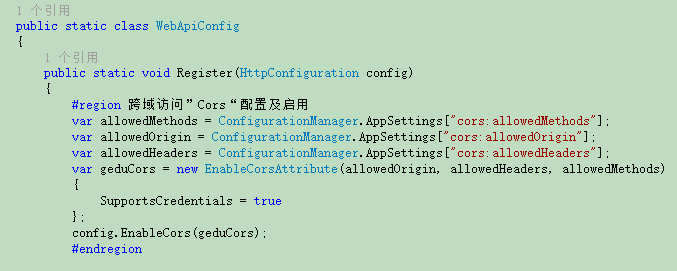 1 个引用
public static class WebApiConfig
{
1 个引用
public static void Register(HttpConfiguration config)
{
#region 跨域访问”Cors“配置及启用
var allowedMethods = ConfigurationManager.AppSettings["cors:allowedMethods"];
var allowedOrigin = ConfigurationManager.AppSettings["cors:allowedOrigin"];
var allowedHeaders = ConfigurationManager.AppSettings["cors:allowedHeaders"];
var geduCors = new EnableCorsAttribute(allowedOrigin, allowedHeaders, allowedMethods)
{
SupportsCredentials = true
};
config.EnableCors(geduCors);
#endregion